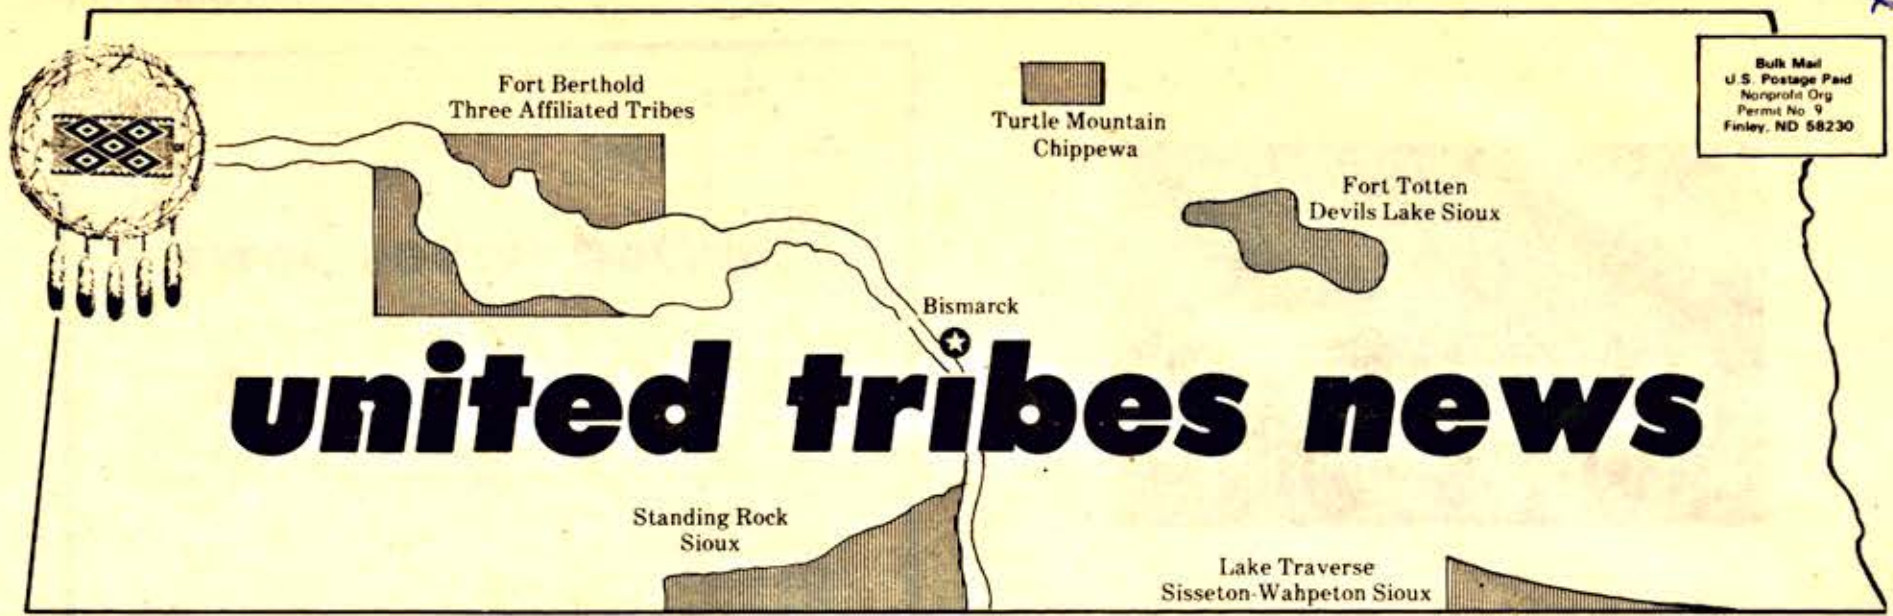 Bulk Mail
U.S. Postage Paid
Nonprofit Org
Permit No 9
Finley, ND 58230
Fort Berthold
Three Affiliated Tribes
Turtle Mountain
Chippewa
Fort Totten
Devils Lake Sioux
Bismarck
united tribes news
Standing Rock
Sioux
Lake Traverse
Sisseton-Wahpeton Sioux